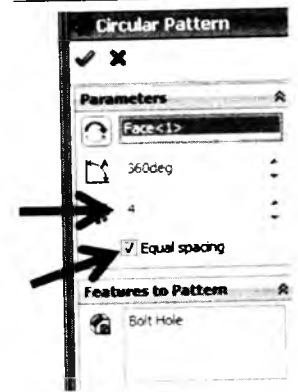 Circular Pattern
Parameters
Face<1>
360deg
4
Equal spacing
Features to Pattern
Bolt Hole